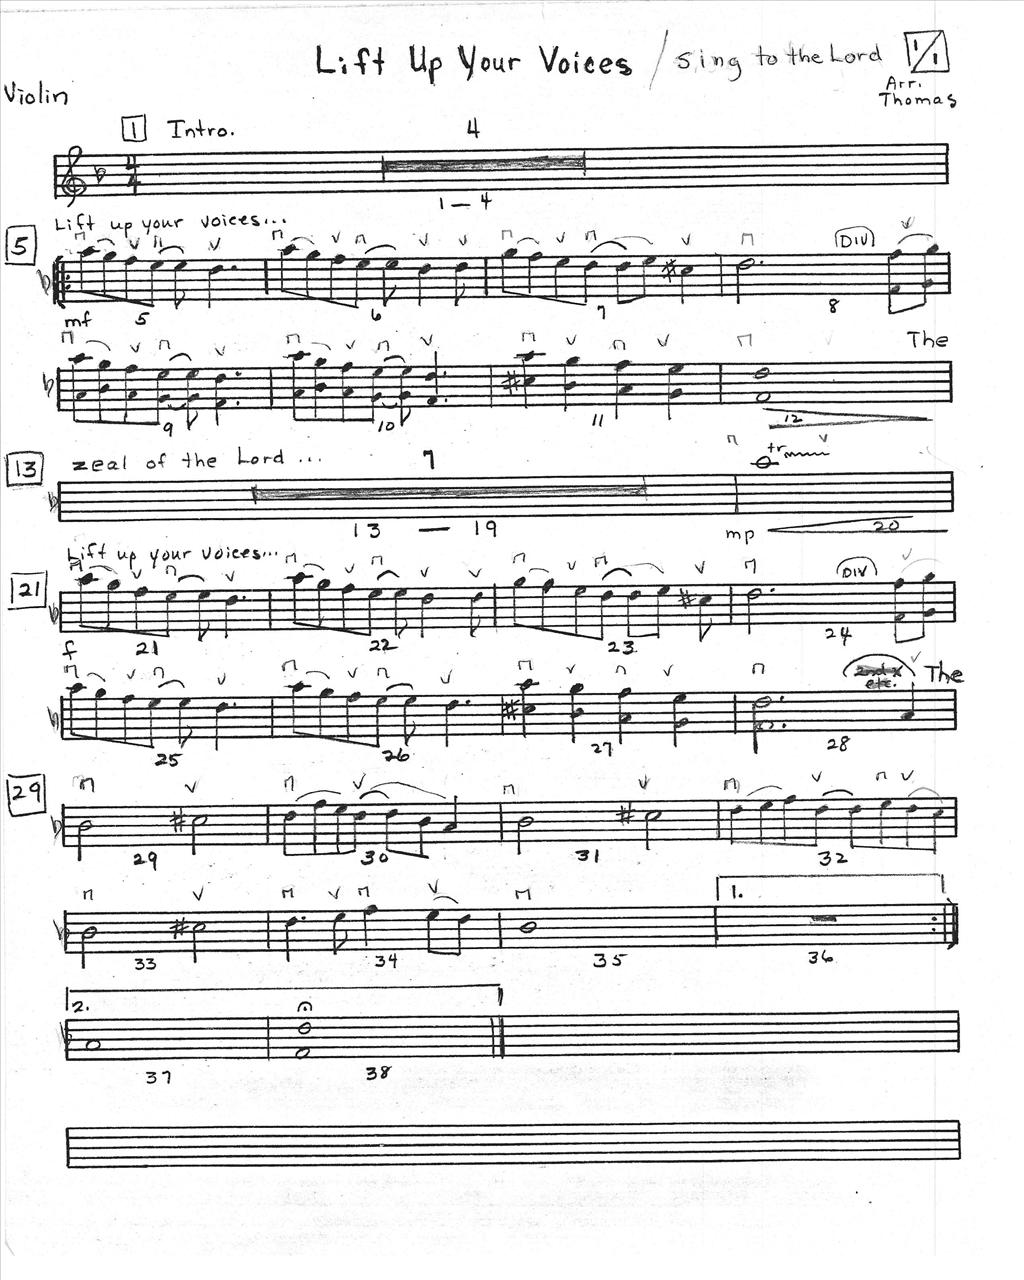 Lift Up Your Voices / Sing to the Lord 1/1
Violin
Arr. Thomas
1 Intro. 4
4/4
1 — 4
Lift up your voices...
5 DIV
mf 5 6 7 8
The
9 10 11 12
13 zeal of the Lord ... 7 tr
13 — 19 mp 20
Lift up your voices...
21 DIV
f 21 22 23 24
The
25 26 27 28
29
29 30 31 32
1.
33 34 35 36
2.
37 38